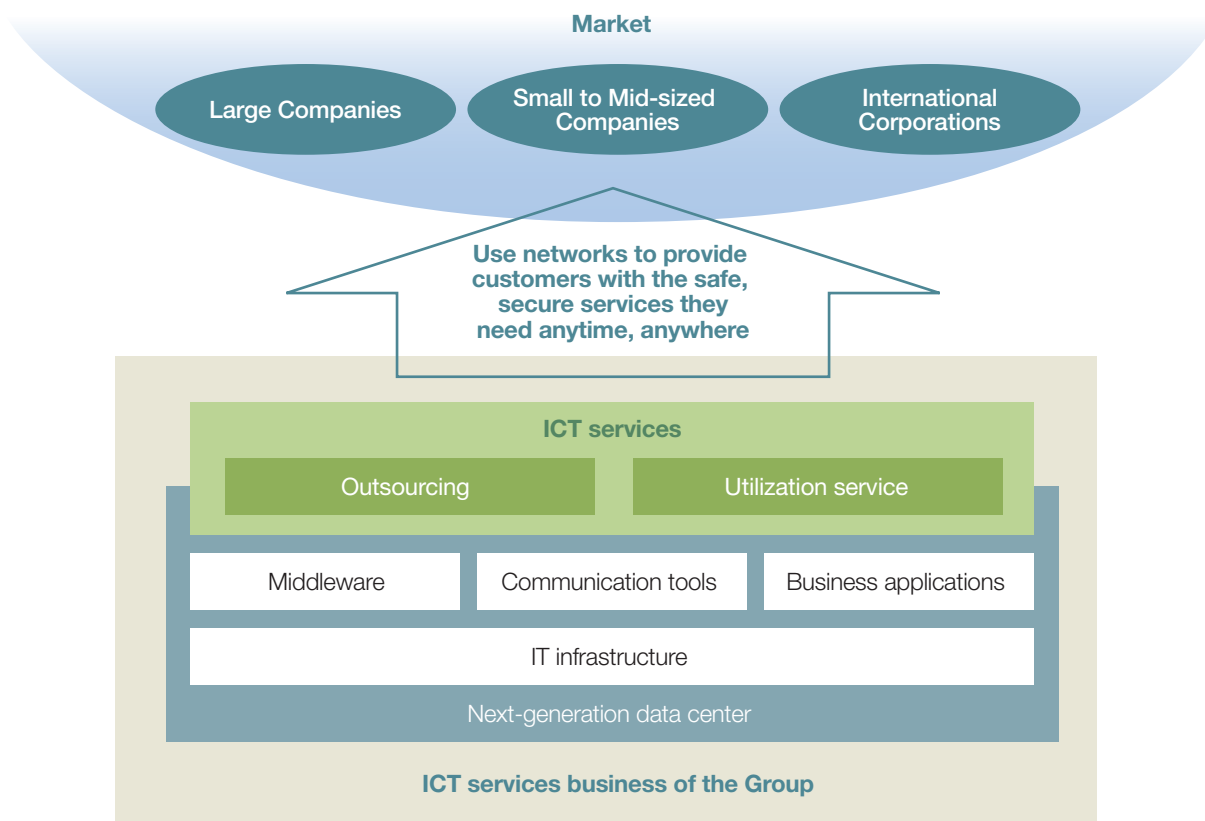 Market
Large Companies
Small to Mid-sized
Companies
International
Corporations
Use networks to provide
customers with the safe,
secure services they
need anytime, anywhere
ICT services
Outsourcing
Utilization service
Middleware
Communication tools
Business applications
IT infrastructure
Next-generation data center
ICT services business of the Group